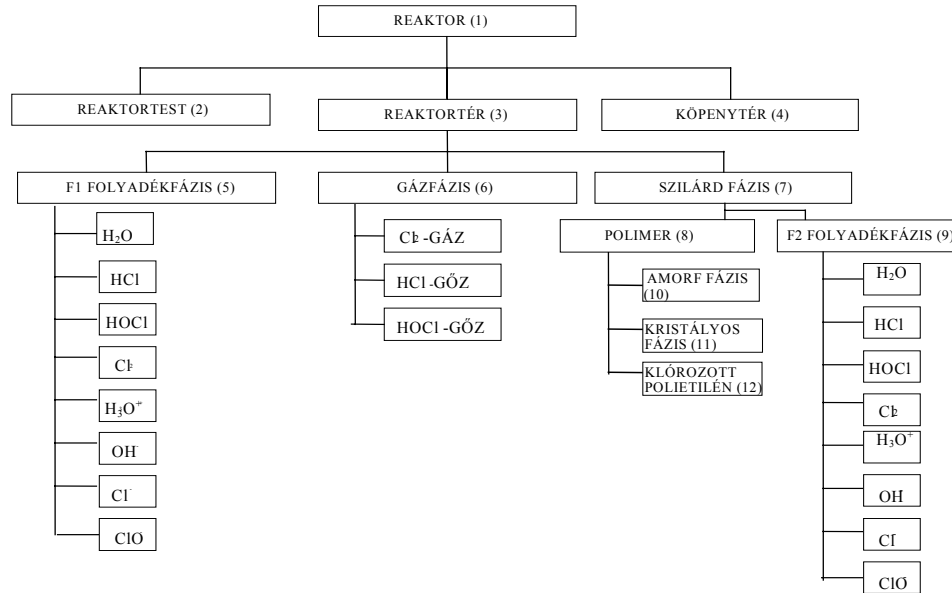 REAKTOR (1)
REAKTORTEST (2)
REAKTORTÉR (3)
KÖPENYTÉR (4)
F1 FOLYADÉKFÁZIS (5)
GÁZFÁZIS (6)
SZILÁRD FÁZIS (7)
H₂O
HCl
HOCl
Cl₂
H₃O⁺
OH⁻
Cl⁻
ClO⁻
Cl₂-GÁZ
HCl-GŐZ
HOCl-GŐZ
POLIMER (8)
AMORF FÁZIS
(10)
KRISTÁLYOS
FÁZIS (11)
KLÓROZOTT
POLIETILÉN (12)
F2 FOLYADÉKFÁZIS (9)
H₂O
HCl
HOCl
Cl₂
H₃O⁺
OH⁻
Cl⁻
ClO⁻